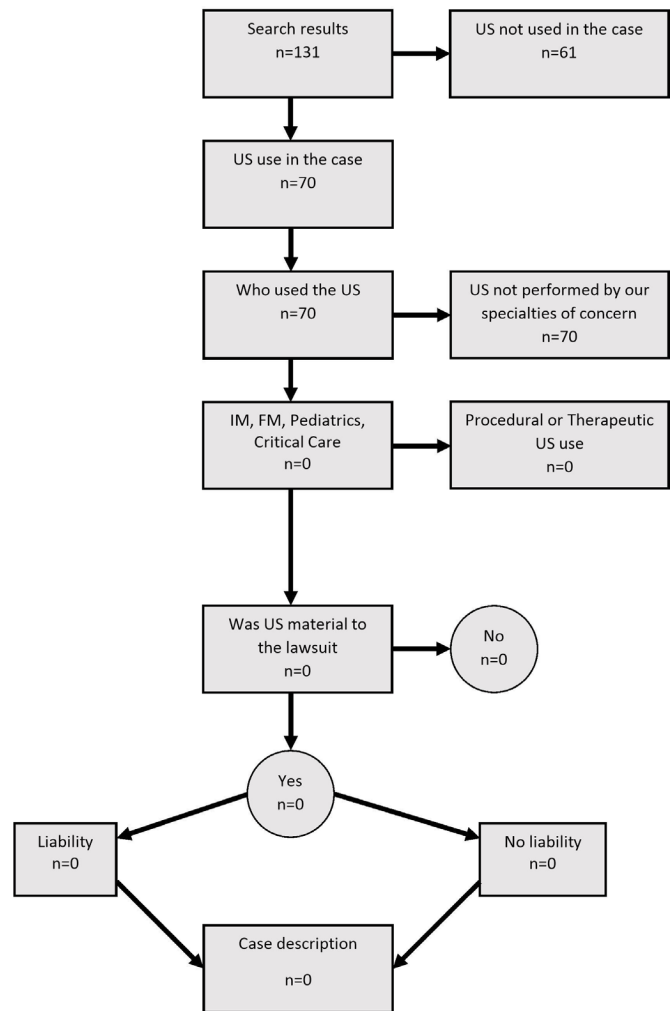 Search results
n=131
US not used in the case
n=61
US use in the case
n=70
Who used the US
n=70
US not performed by our
specialties of concern
n=70
IM, FM, Pediatrics,
Critical Care
n=0
Procedural or Therapeutic
US use
n=0
Was US material to
the lawsuit
n=0
No
n=0
Yes
n=0
Liability
n=0
No liability
n=0
Case description
n=0